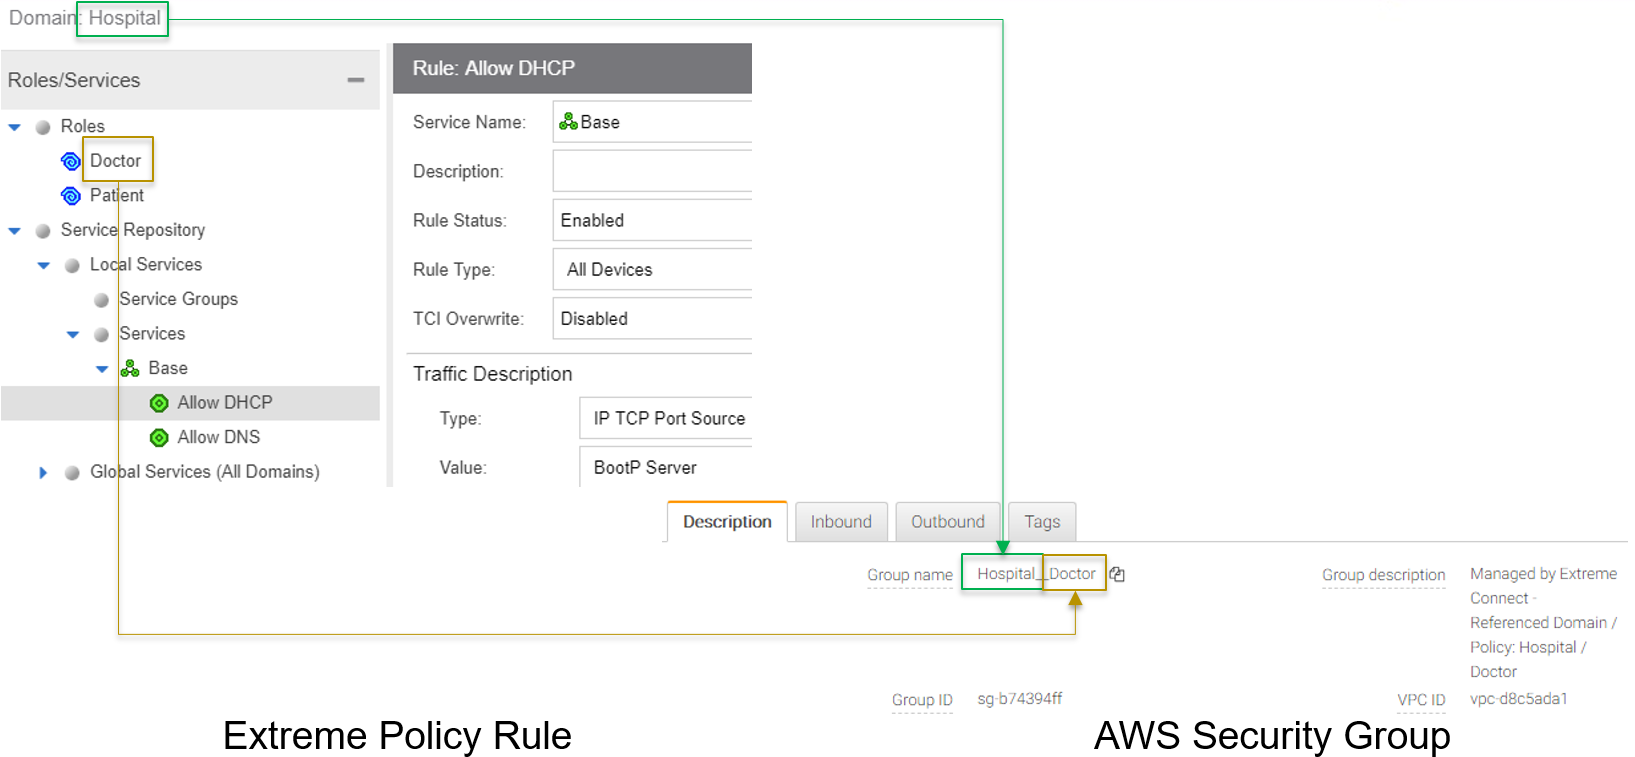 Domain: Hospital
Roles/Services
Roles
Doctor
Patient
Service Repository
Local Services
Service Groups
Services
Base
Allow DHCP
Allow DNS
Global Services (All Domains)
Rule: Allow DHCP
Service Name: Base
Description:
Rule Status: Enabled
Rule Type: All Devices
TCI Overwrite: Disabled
Traffic Description
Type: IP TCP Port Source
Value: BootP Server
Description Inbound Outbound Tags
Group name Hospital__Doctor
Group description Managed by Extreme
Connect -
Referenced Domain /
Policy: Hospital /
Doctor
Group ID sg-b74394ff
VPC ID vpc-d8c5ada1
Extreme Policy Rule
AWS Security Group